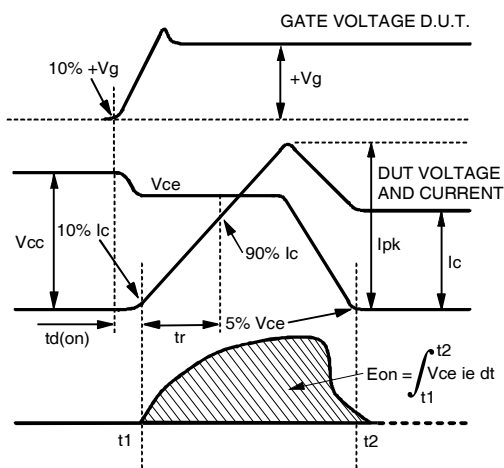 GATE VOLTAGE D.U.T.
10% +Vg
+Vg
Vce
DUT VOLTAGE
AND CURRENT
Vcc
10% Ic
90% Ic
Ipk
Ic
td(on)
tr
5% Vce
Eon = ∫ Vce ie dt
t2
t1
t1
t2